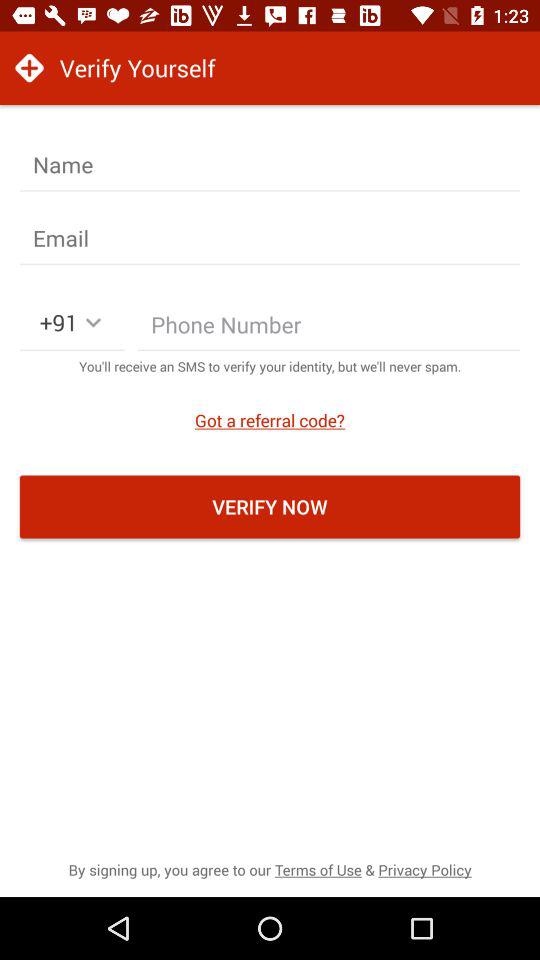 1:23
Verify Yourself
Name
Email
+91
Phone Number
You'll receive an SMS to verify your identity, but we'll never spam.
Got a referral code?
VERIFY NOW
By signing up, you agree to our Terms of Use & Privacy Policy